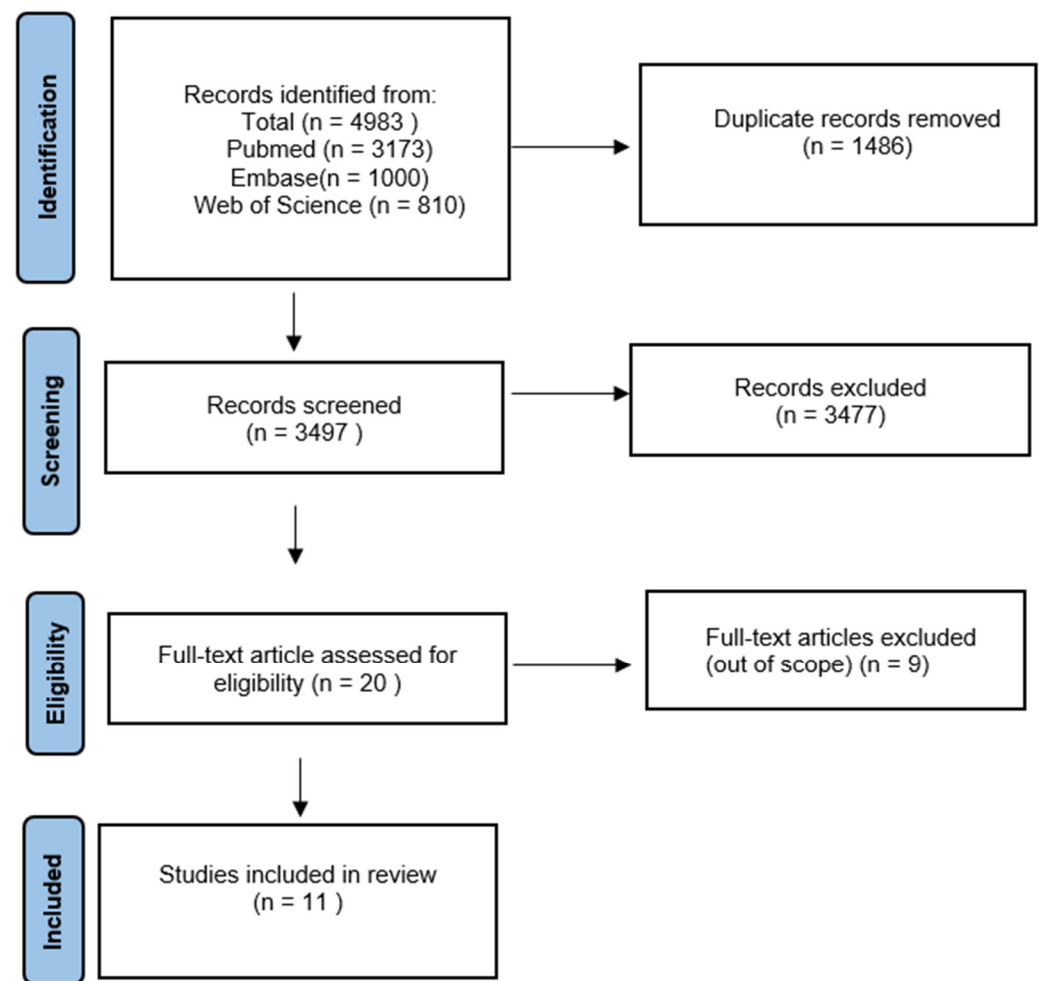 Identification
Records identified from:
Total (n = 4983 )
Pubmed (n = 3173)
Embase(n = 1000)
Web of Science (n = 810)
Duplicate records removed
(n = 1486)
Screening
Records screened
(n = 3497 )
Records excluded
(n = 3477)
Eligibility
Full-text article assessed for
eligibility (n = 20 )
Full-text articles excluded
(out of scope) (n = 9)
Included
Studies included in review
(n = 11 )